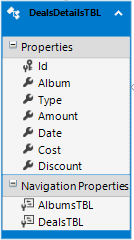 DealsDetailsTBL
Properties
Id
Album
Type
Amount
Date
Cost
Discount
Navigation Properties
AlbumsTBL
DealsTBL